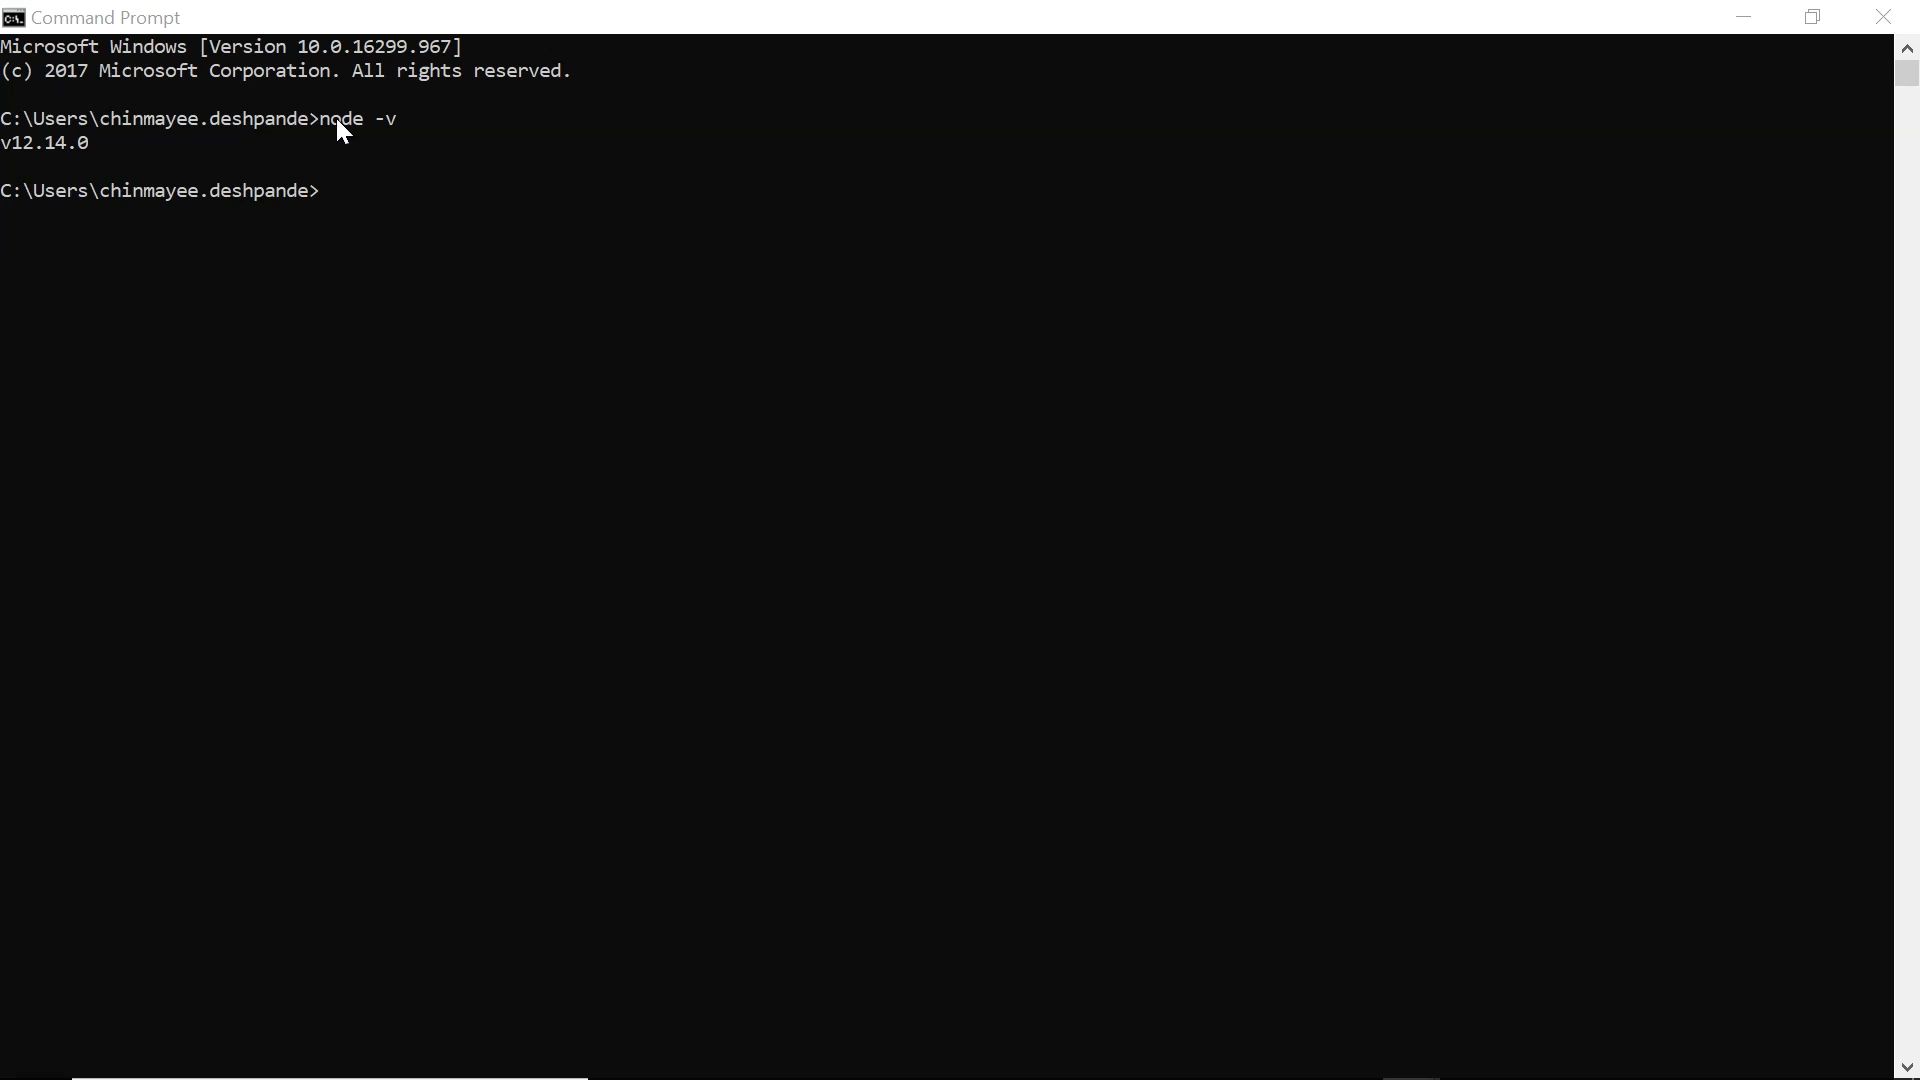 Command Prompt
Microsoft Windows [Version 10.0.16299.967]
(c) 2017 Microsoft Corporation. All rights reserved.
C:\Users\chinmayee.deshpande>node -v
v12.14.0
C:\Users\chinmayee.deshpande>